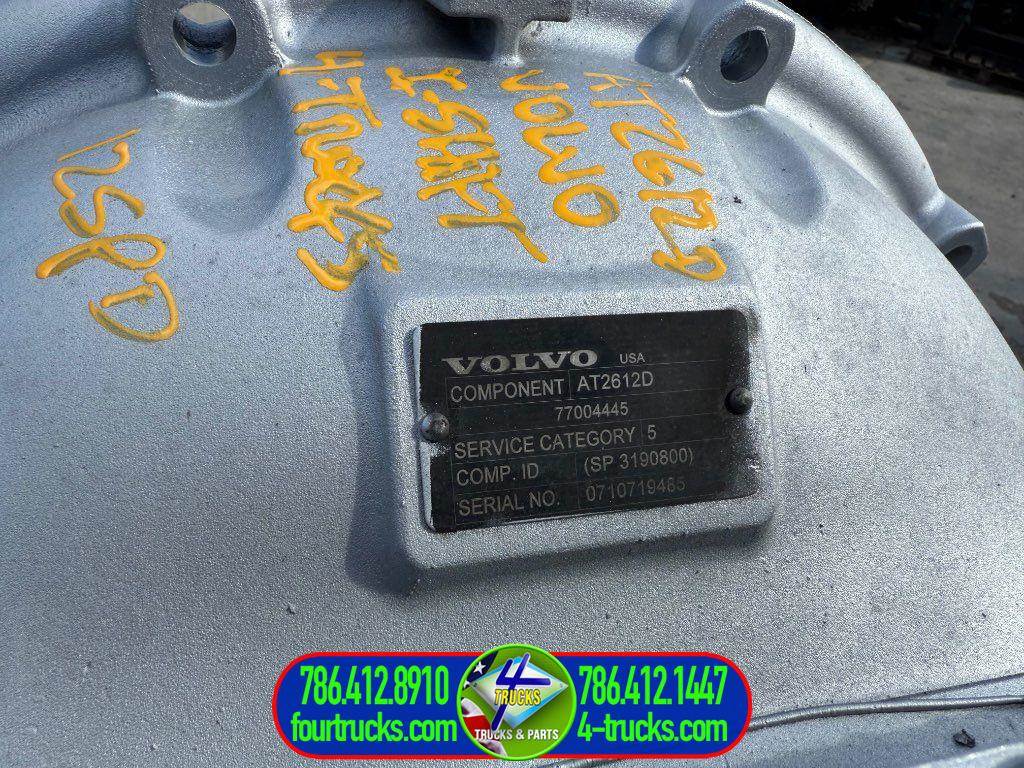 AT2612D
VOLVO
I-SHIFT
4-Trucks
12SPD
VOLVO USA
COMPONENT AT2612D
77004445
SERVICE CATEGORY 5
COMP. ID (SP 3190800)
SERIAL NO. 0710719485
786.412.8910
fourtrucks.com
4
TRUCKS
TRUCKS & PARTS
786.412.1447
4-trucks.com